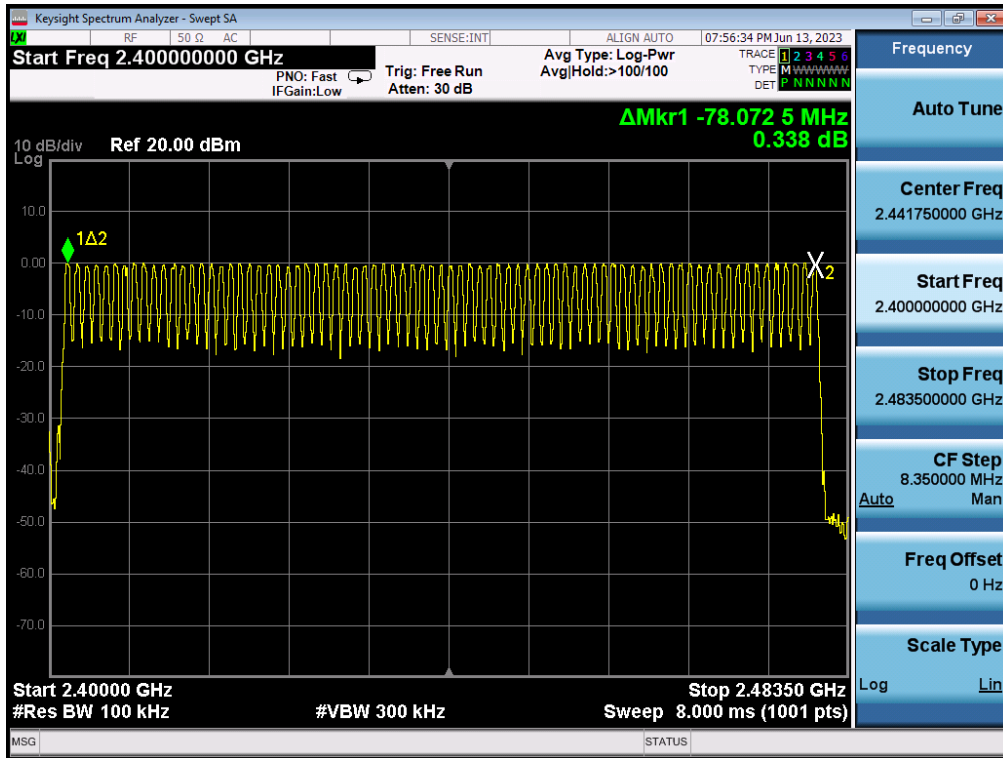 Keysight Spectrum Analyzer - Swept SA
LXI RF 50 Ω AC SENSE:INT ALIGN AUTO 07:56:34 PM Jun 13, 2023
Start Freq 2.400000000 GHz
PNO: Fast
IFGain:Low
Trig: Free Run
Atten: 30 dB
Avg Type: Log-Pwr
Avg|Hold:>100/100
TRACE 1 2 3 4 5 6
TYPE M WWWWW
DET P N N N N N
ΔMkr1 -78.072 5 MHz
0.338 dB
10 dB/div Ref 20.00 dBm
Log
10.0
1Δ2
0.00
X2
-10.0
-20.0
-30.0
-40.0
-50.0
-60.0
-70.0
Start 2.40000 GHz Stop 2.48350 GHz
#Res BW 100 kHz #VBW 300 kHz Sweep 8.000 ms (1001 pts)
MSG STATUS
Frequency
Auto Tune
Center Freq
2.441750000 GHz
Start Freq
2.400000000 GHz
Stop Freq
2.483500000 GHz
CF Step
8.350000 MHz
Auto Man
Freq Offset
0 Hz
Scale Type
Log Lin